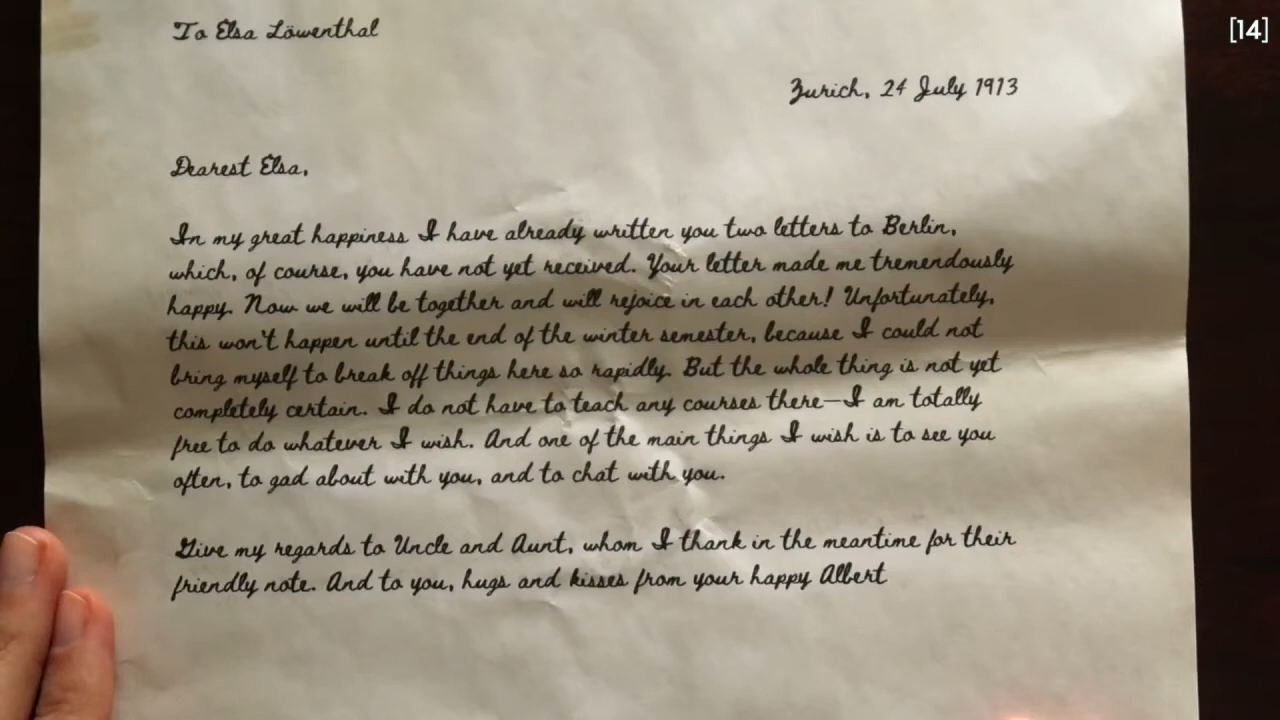 [14]
To Elsa Löwenthal
Zurich, 24 July 1913
Dearest Elsa,
In my great happiness I have already written you two letters to Berlin,
which, of course, you have not yet received. Your letter made me tremendously
happy. Now we will be together and will rejoice in each other! Unfortunately,
this won't happen until the end of the winter semester, because I could not
bring myself to break off things here so rapidly. But the whole thing is not yet
completely certain. I do not have to teach any courses there—I am totally
free to do whatever I wish. And one of the main things I wish is to see you
often, to gad about with you, and to chat with you.
Give my regards to Uncle and Aunt, whom I thank in the meantime for their
friendly note. And to you, hugs and kisses from your happy Albert